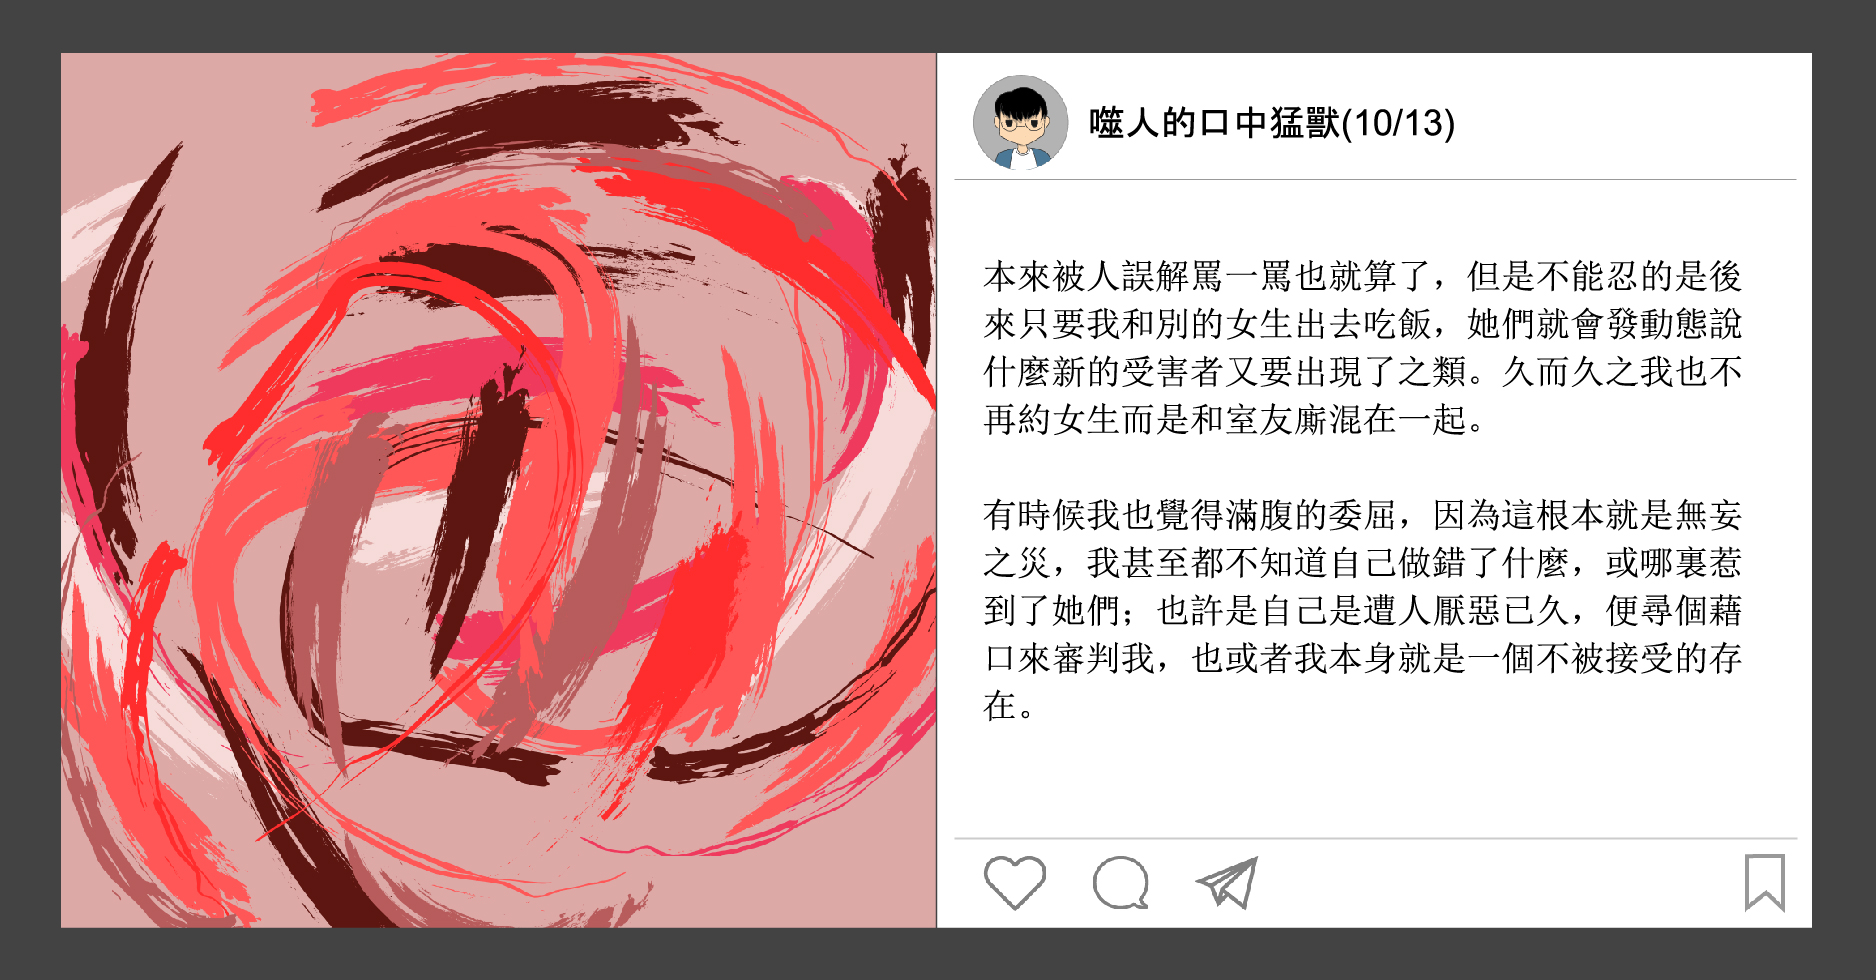 噬人的口中猛獸(10/13)
本來被人誤解罵一罵也就算了，但是不能忍的是後
來只要我和別的女生出去吃飯，她們就會發動態說
什麼新的受害者又要出現了之類。久而久之我也不
再約女生而是和室友廝混在一起。
有時候我也覺得滿腹的委屈，因為這根本就是無妄
之災，我甚至都不知道自己做錯了什麼，或哪裏惹
到了她們；也許是自己是遭人厭惡已久，便尋個藉
口來審判我，也或者我本身就是一個不被接受的存
在。